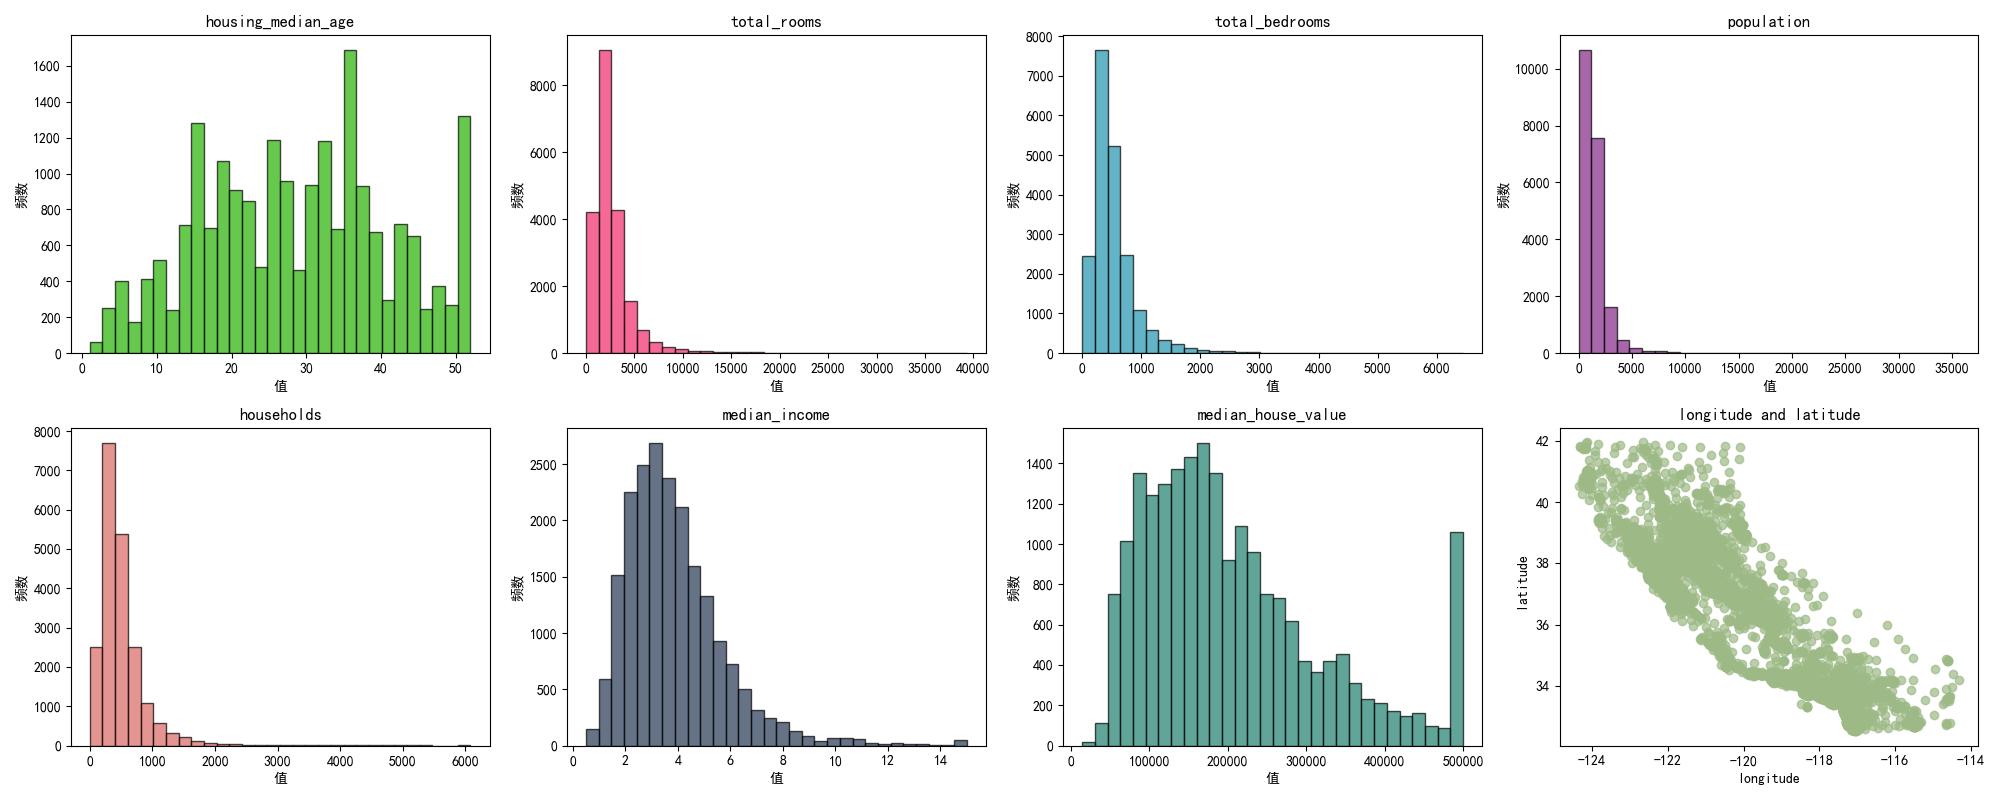 housing_median_age
频数
1600
1400
1200
1000
800
600
400
200
0
0 10 20 30 40 50
值
total_rooms
频数
8000
6000
4000
2000
0
0 5000 10000 15000 20000 25000 30000 35000 40000
值
total_bedrooms
频数
8000
7000
6000
5000
4000
3000
2000
1000
0
0 1000 2000 3000 4000 5000 6000
值
population
频数
10000
8000
6000
4000
2000
0
0 5000 10000 15000 20000 25000 30000 35000
值
households
频数
8000
7000
6000
5000
4000
3000
2000
1000
0
0 1000 2000 3000 4000 5000 6000
值
median_income
频数
2500
2000
1500
1000
500
0
0 2 4 6 8 10 12 14
值
median_house_value
频数
1400
1200
1000
800
600
400
200
0
0 100000 200000 300000 400000 500000
值
longitude and latitude
latitude
42
40
38
36
34
−124 −122 −120 −118 −116 −114
longitude